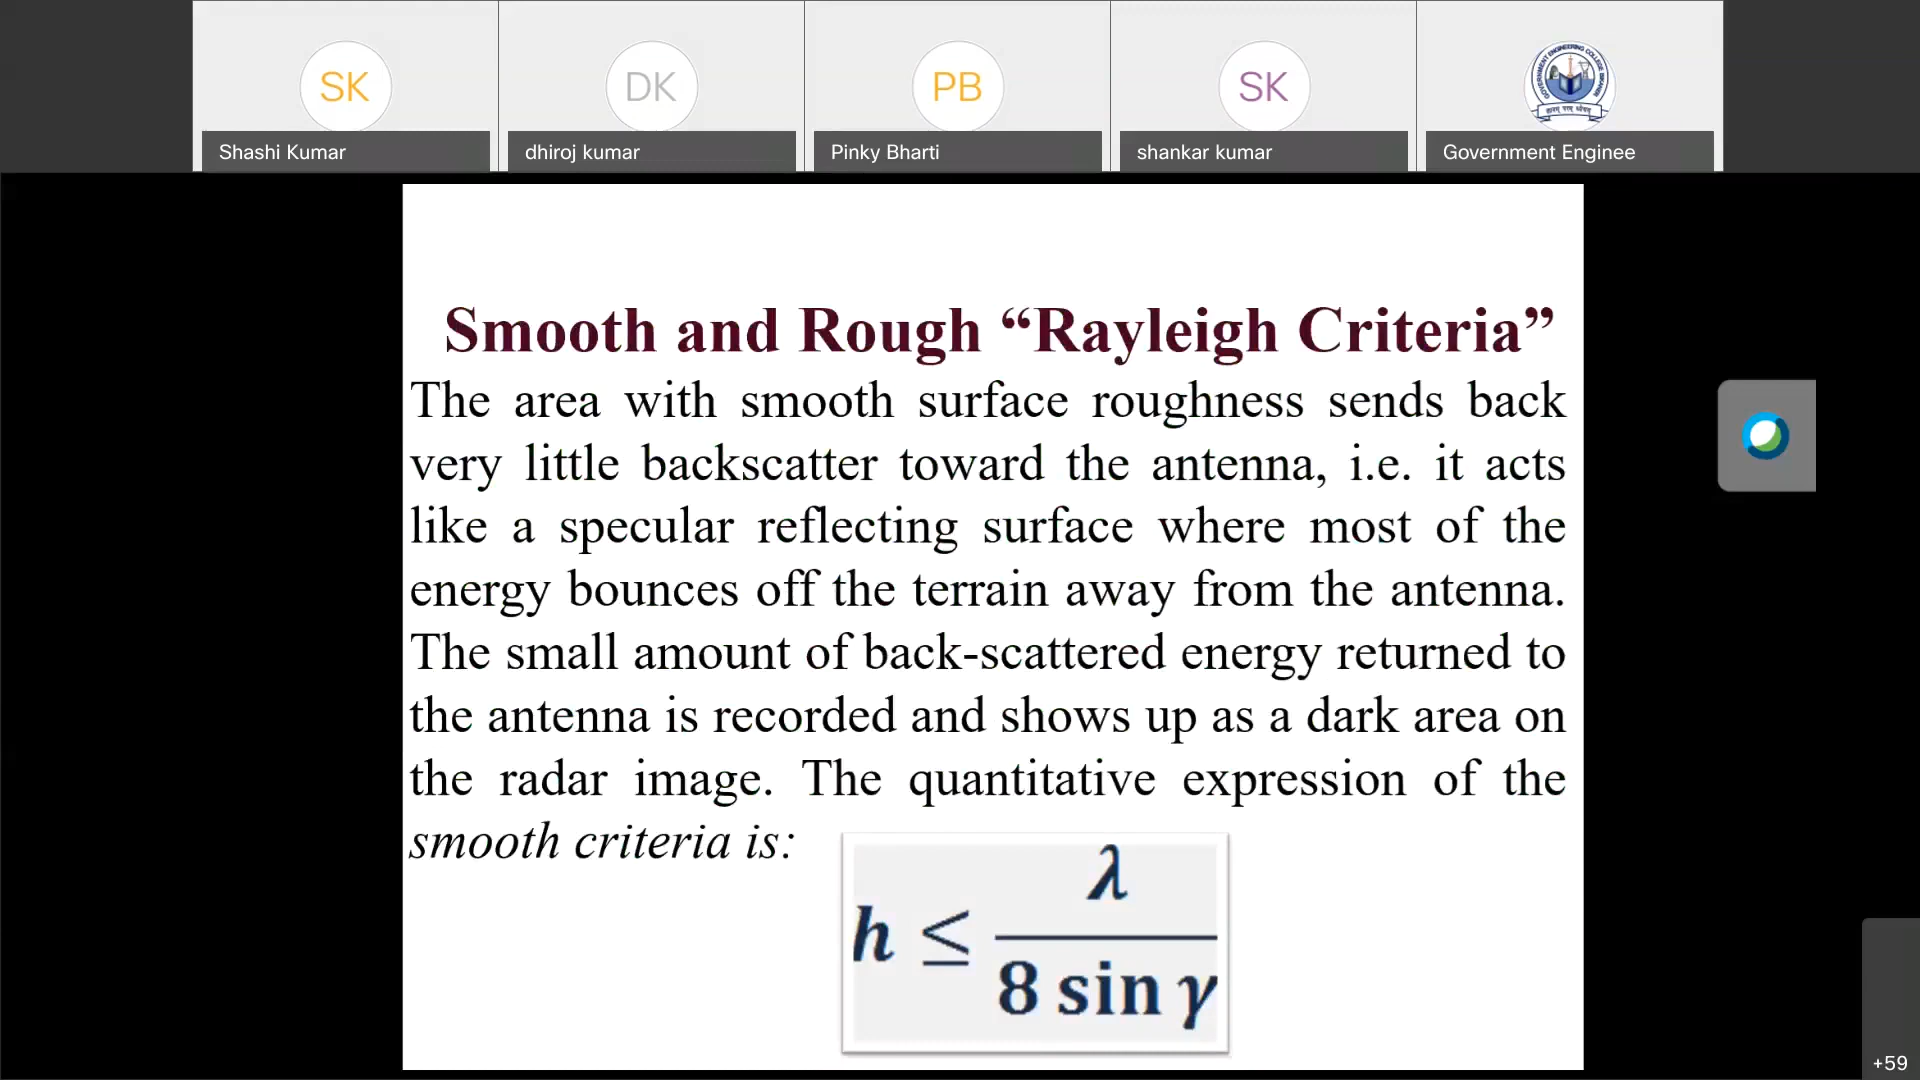 SK
DK
PB
SK
Shashi Kumar
dhiroj kumar
Pinky Bharti
shankar kumar
Government Enginee
Smooth and Rough “Rayleigh Criteria”
The area with smooth surface roughness sends back
very little backscatter toward the antenna, i.e. it acts
like a specular reflecting surface where most of the
energy bounces off the terrain away from the antenna.
The small amount of back-scattered energy returned to
the antenna is recorded and shows up as a dark area on
the radar image. The quantitative expression of the
smooth criteria is:
h ≤ λ / 8 sin γ
+59